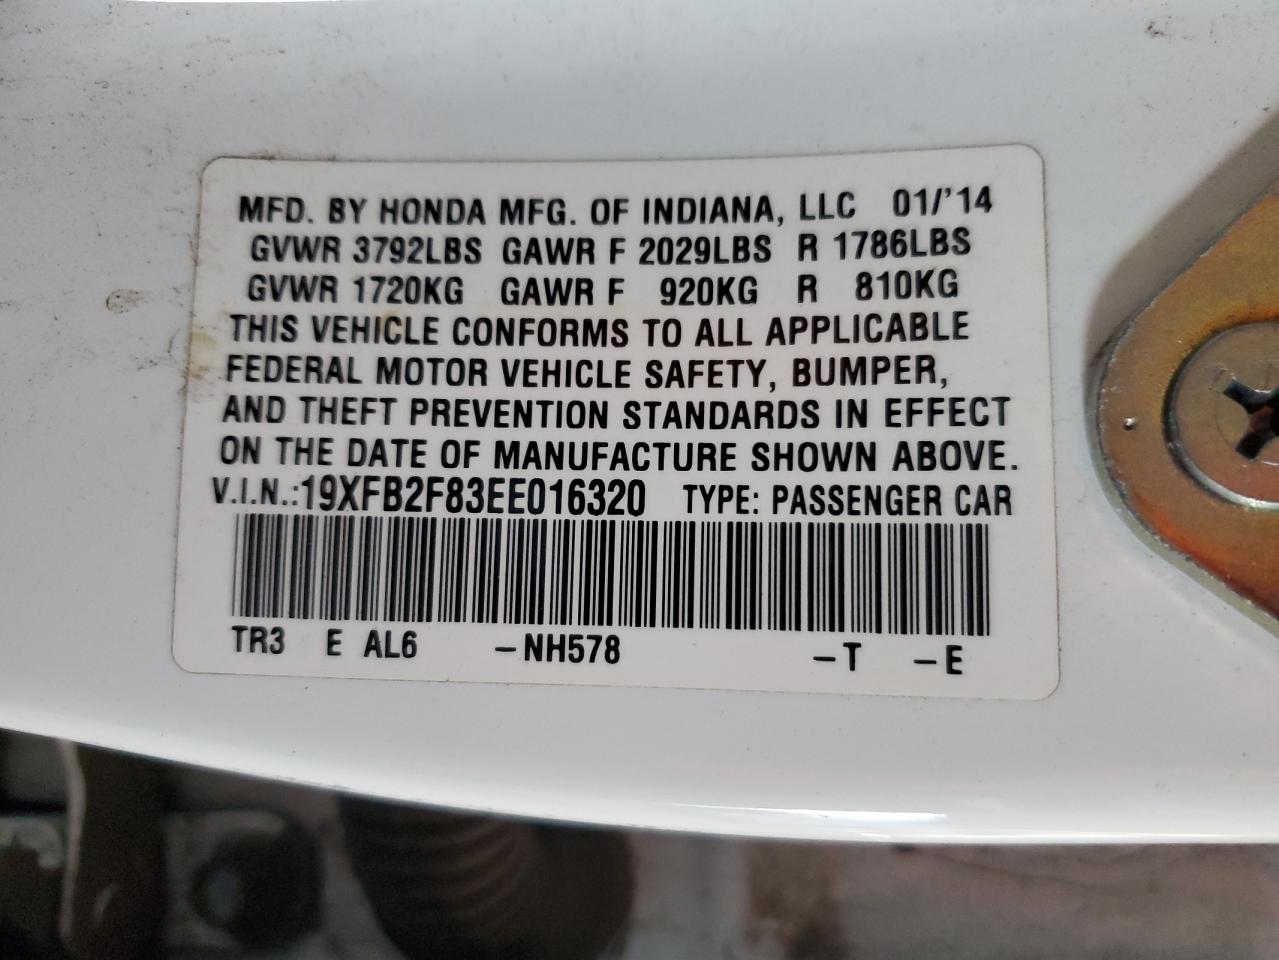 MFD. BY HONDA MFG. OF INDIANA, LLC 01/'14
GVWR 3792LBS GAWR F 2029LBS R 1786LBS
GVWR 1720KG GAWR F 920KG R 810KG
THIS VEHICLE CONFORMS TO ALL APPLICABLE
FEDERAL MOTOR VEHICLE SAFETY, BUMPER,
AND THEFT PREVENTION STANDARDS IN EFFECT
ON THE DATE OF MANUFACTURE SHOWN ABOVE.
V.I.N.:19XFB2F83EE016320 TYPE: PASSENGER CAR
TR3 E AL6 -NH578 -T -E